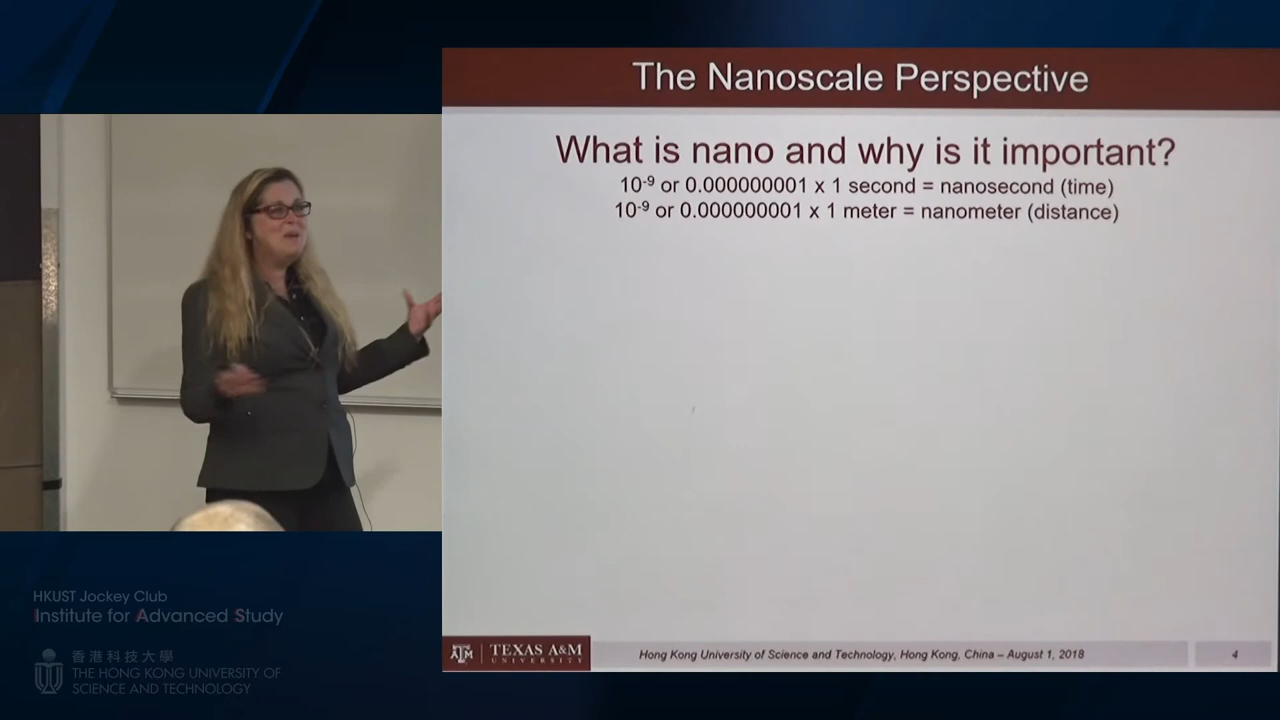 The Nanoscale Perspective
What is nano and why is it important?
10⁻⁹ or 0.000000001 x 1 second = nanosecond (time)
10⁻⁹ or 0.000000001 x 1 meter = nanometer (distance)
HKUST Jockey Club
Institute for Advanced Study
香港科技大學
THE HONG KONG UNIVERSITY OF
SCIENCE AND TECHNOLOGY
ATM | TEXAS A&M
UNIVERSITY
Hong Kong University of Science and Technology, Hong Kong, China – August 1, 2018
4